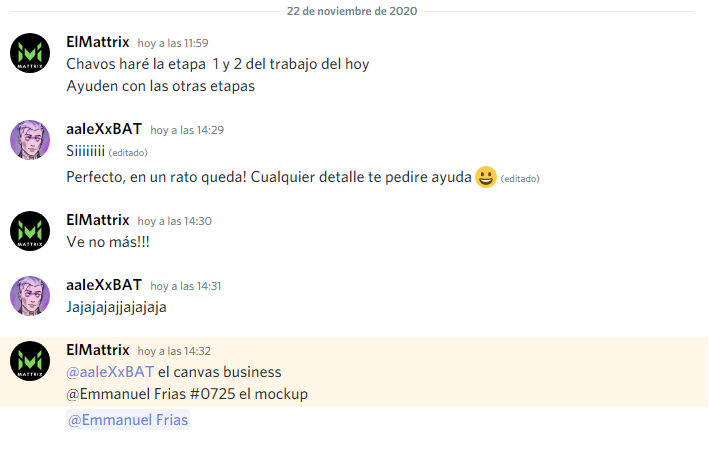 22 de noviembre de 2020
ElMattrix hoy a las 11:59
Chavos haré la etapa 1 y 2 del trabajo del hoy
Ayuden con las otras etapas
aaleXxBAT hoy a las 14:29
Siiiiiiii (editado)
Perfecto, en un rato queda! Cualquier detalle te pedire ayuda 😃 (editado)
ElMattrix hoy a las 14:30
Ve no más!!!
aaleXxBAT hoy a las 14:31
Jajajajajjajajaja
ElMattrix hoy a las 14:32
@aaleXxBAT el canvas business
@Emmanuel Frias #0725 el mockup
@Emmanuel Frias
MATTRIX
MATTRIX
MATTRIX